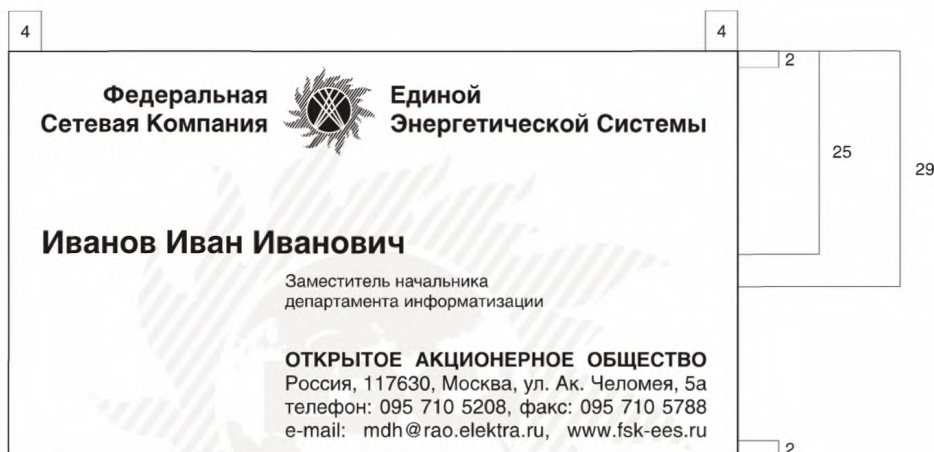 4
4
2
Федеральная
Сетевая Компания
Единой
Энергетической Системы
25
29
Иванов Иван Иванович
Заместитель начальника
департамента информатизации
ОТКРЫТОЕ АКЦИОНЕРНОЕ ОБЩЕСТВО
Россия, 117630, Москва, ул. Ак. Челомея, 5а
телефон: 095 710 5208, факс: 095 710 5788
e-mail: mdh@rao.elektra.ru, www.fsk-ees.ru
2